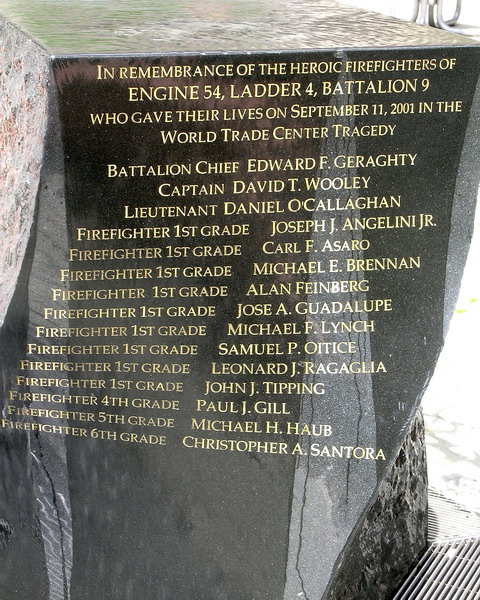 IN REMEMBRANCE OF THE HEROIC FIREFIGHTERS OF
ENGINE 54, LADDER 4, BATTALION 9
WHO GAVE THEIR LIVES ON SEPTEMBER 11, 2001 IN THE
WORLD TRADE CENTER TRAGEDY
BATTALION CHIEF EDWARD F. GERAGHTY
CAPTAIN DAVID T. WOOLEY
LIEUTENANT DANIEL O'CALLAGHAN
FIREFIGHTER 1ST GRADE JOSEPH J. ANGELINI JR.
FIREFIGHTER 1ST GRADE CARL F. ASARO
FIREFIGHTER 1ST GRADE MICHAEL E. BRENNAN
FIREFIGHTER 1ST GRADE ALAN FEINBERG
FIREFIGHTER 1ST GRADE JOSE A. GUADALUPE
FIREFIGHTER 1ST GRADE MICHAEL F. LYNCH
FIREFIGHTER 1ST GRADE SAMUEL P. OITICE
FIREFIGHTER 1ST GRADE LEONARD J. RAGAGLIA
FIREFIGHTER 1ST GRADE JOHN J. TIPPING
FIREFIGHTER 4TH GRADE PAUL J. GILL
FIREFIGHTER 5TH GRADE MICHAEL H. HAUB
FIREFIGHTER 6TH GRADE CHRISTOPHER A. SANTORA